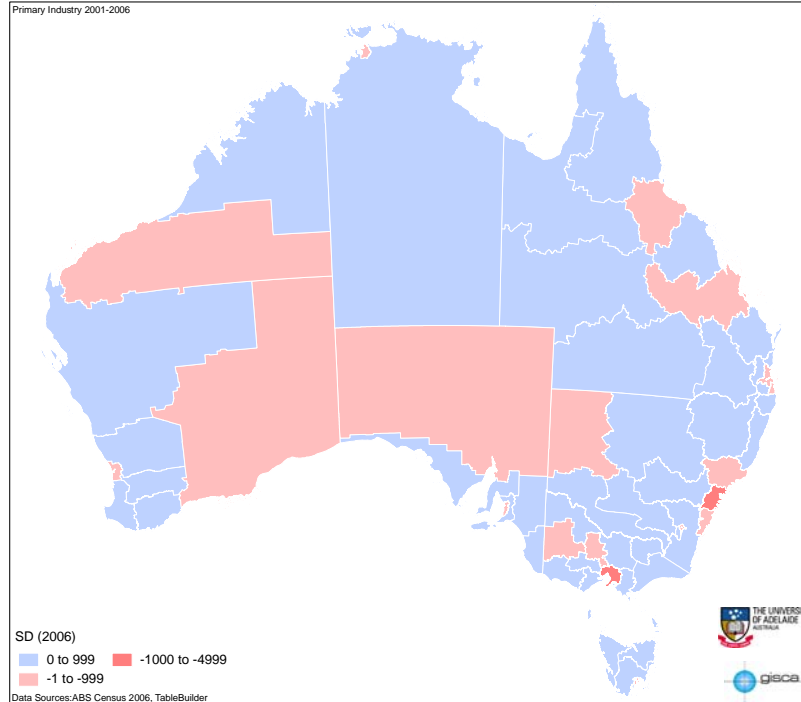 Primary Industry 2001-2006
THE UNIVERSITY
OF ADELAIDE
AUSTRALIA
SD (2006)
0 to 999
-1000 to -4999
-1 to -999
gisca
Data Sources:ABS Census 2006, TableBuilder